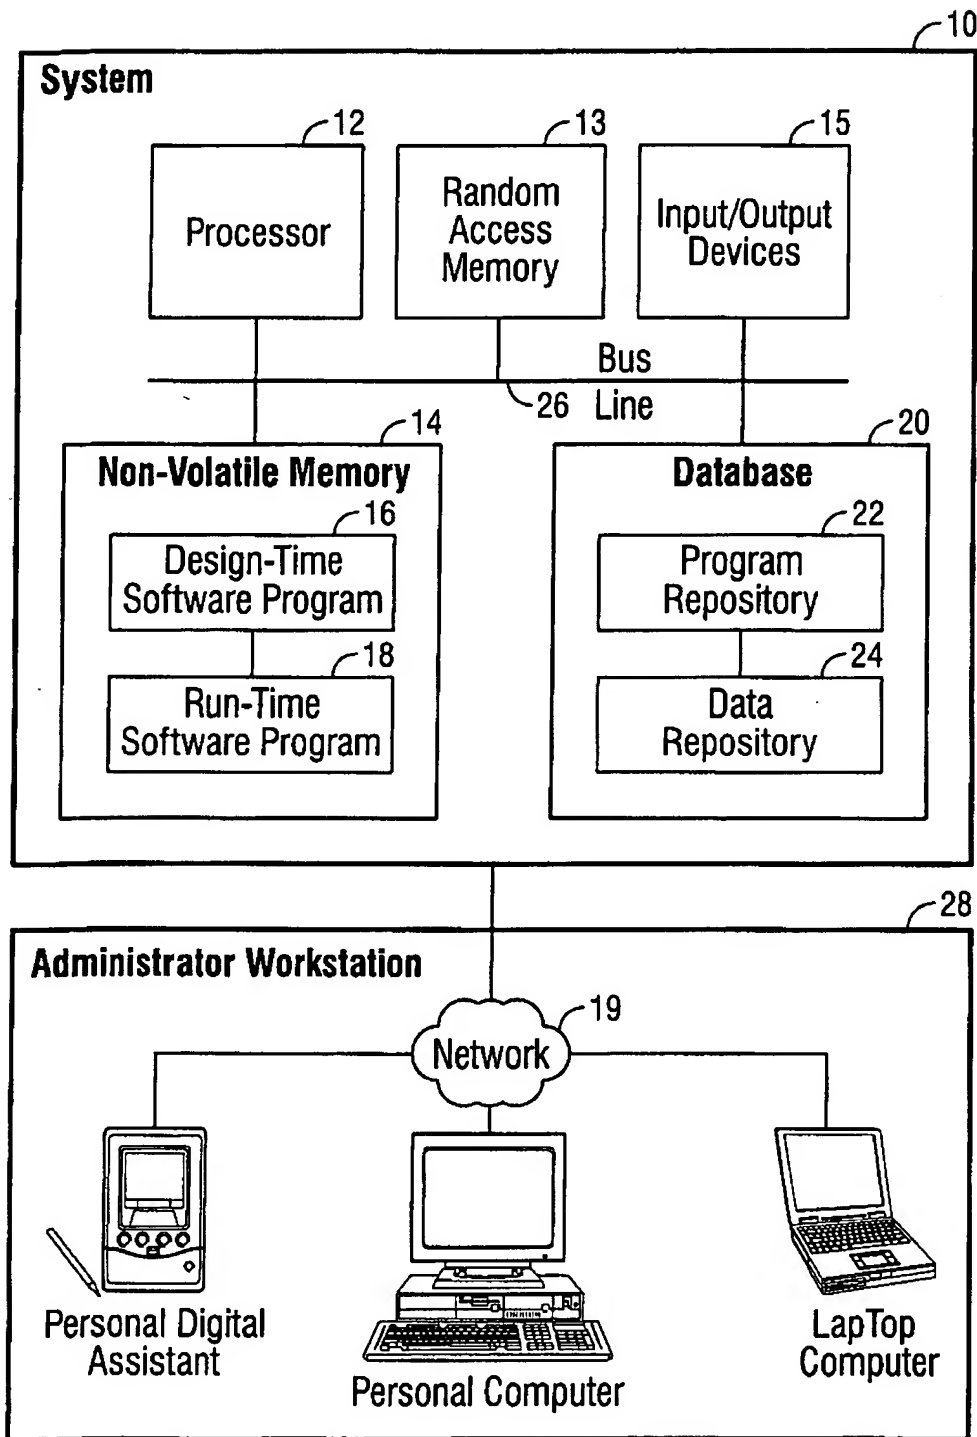 10
System
12
13
15
Processor
Random
Access
Memory
Input/Output
Devices
Bus
26
Line
14
20
Non-Volatile Memory
Database
16
22
Design-Time
Software Program
Program
Repository
18
24
Run-Time
Software Program
Data
Repository
28
Administrator Workstation
19
Network
Personal Digital
Assistant
Personal Computer
LapTop
Computer